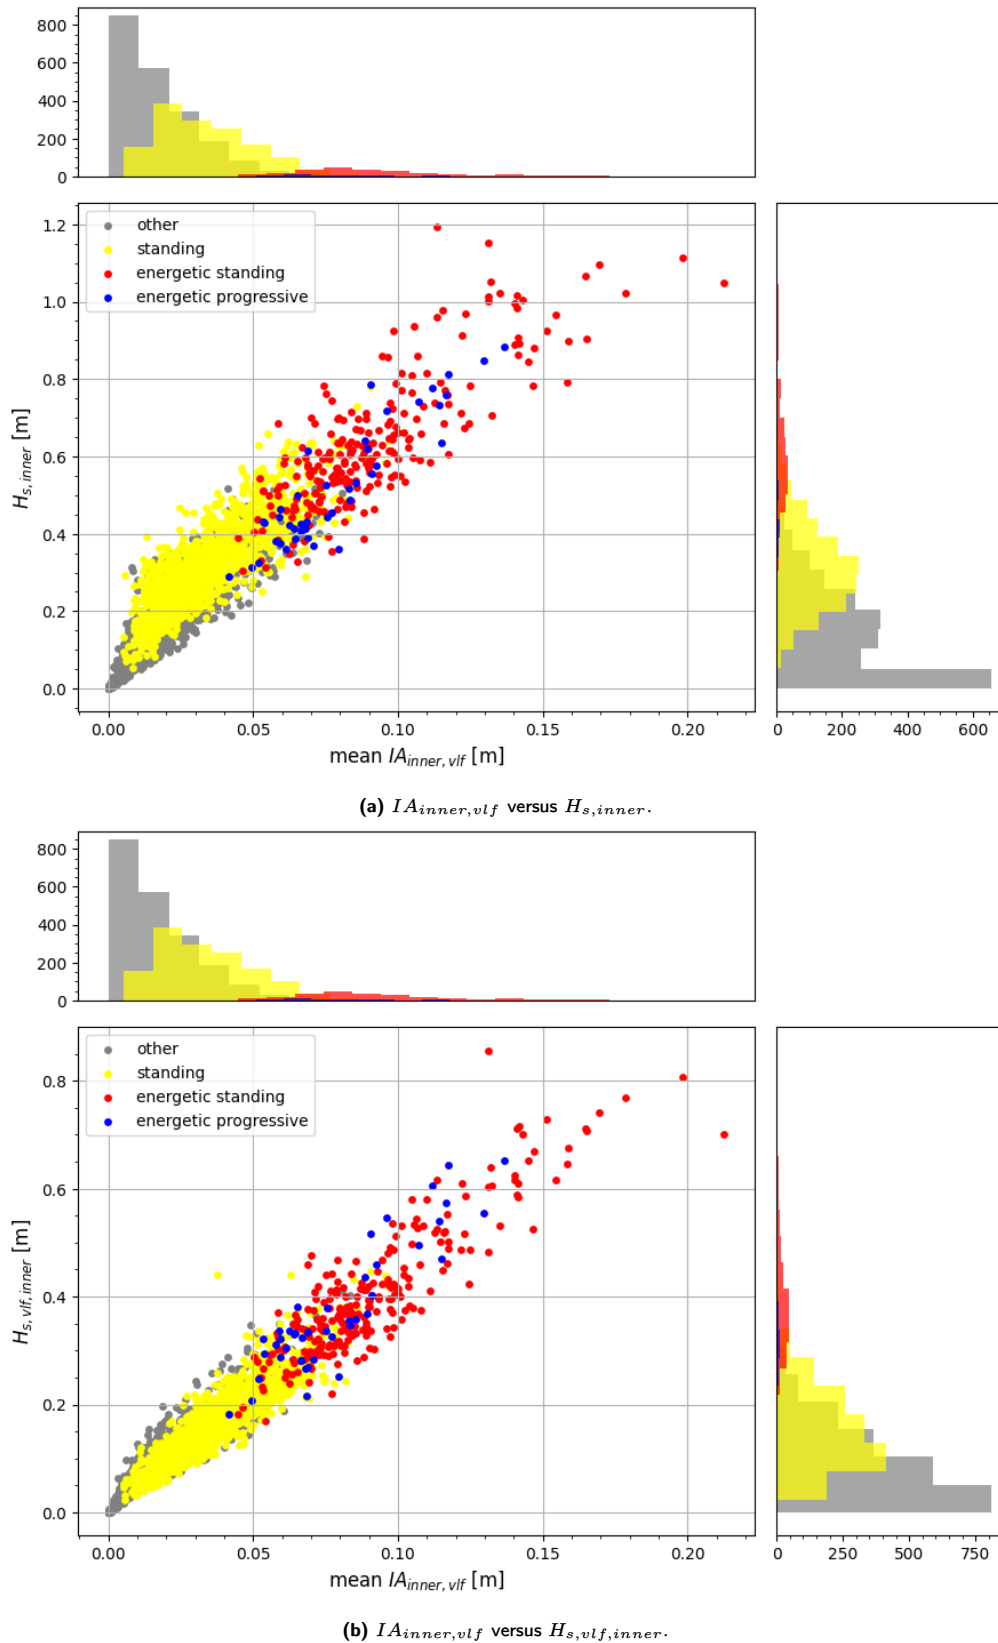 800
600
400
200
0
other
standing
energetic standing
energetic progressive
1.2
1.0
0.8
0.6
0.4
0.2
0.0
H_{s,inner} [m]
0.00 0.05 0.10 0.15 0.20
mean IA_{inner,vlf} [m]
0 200 400 600
(a) IA_{inner,vlf} versus H_{s,inner}.
800
600
400
200
0
other
standing
energetic standing
energetic progressive
0.8
0.6
0.4
0.2
0.0
H_{s,vlf,inner} [m]
0.00 0.05 0.10 0.15 0.20
mean IA_{inner,vlf} [m]
0 250 500 750
(b) IA_{inner,vlf} versus H_{s,vlf,inner}.